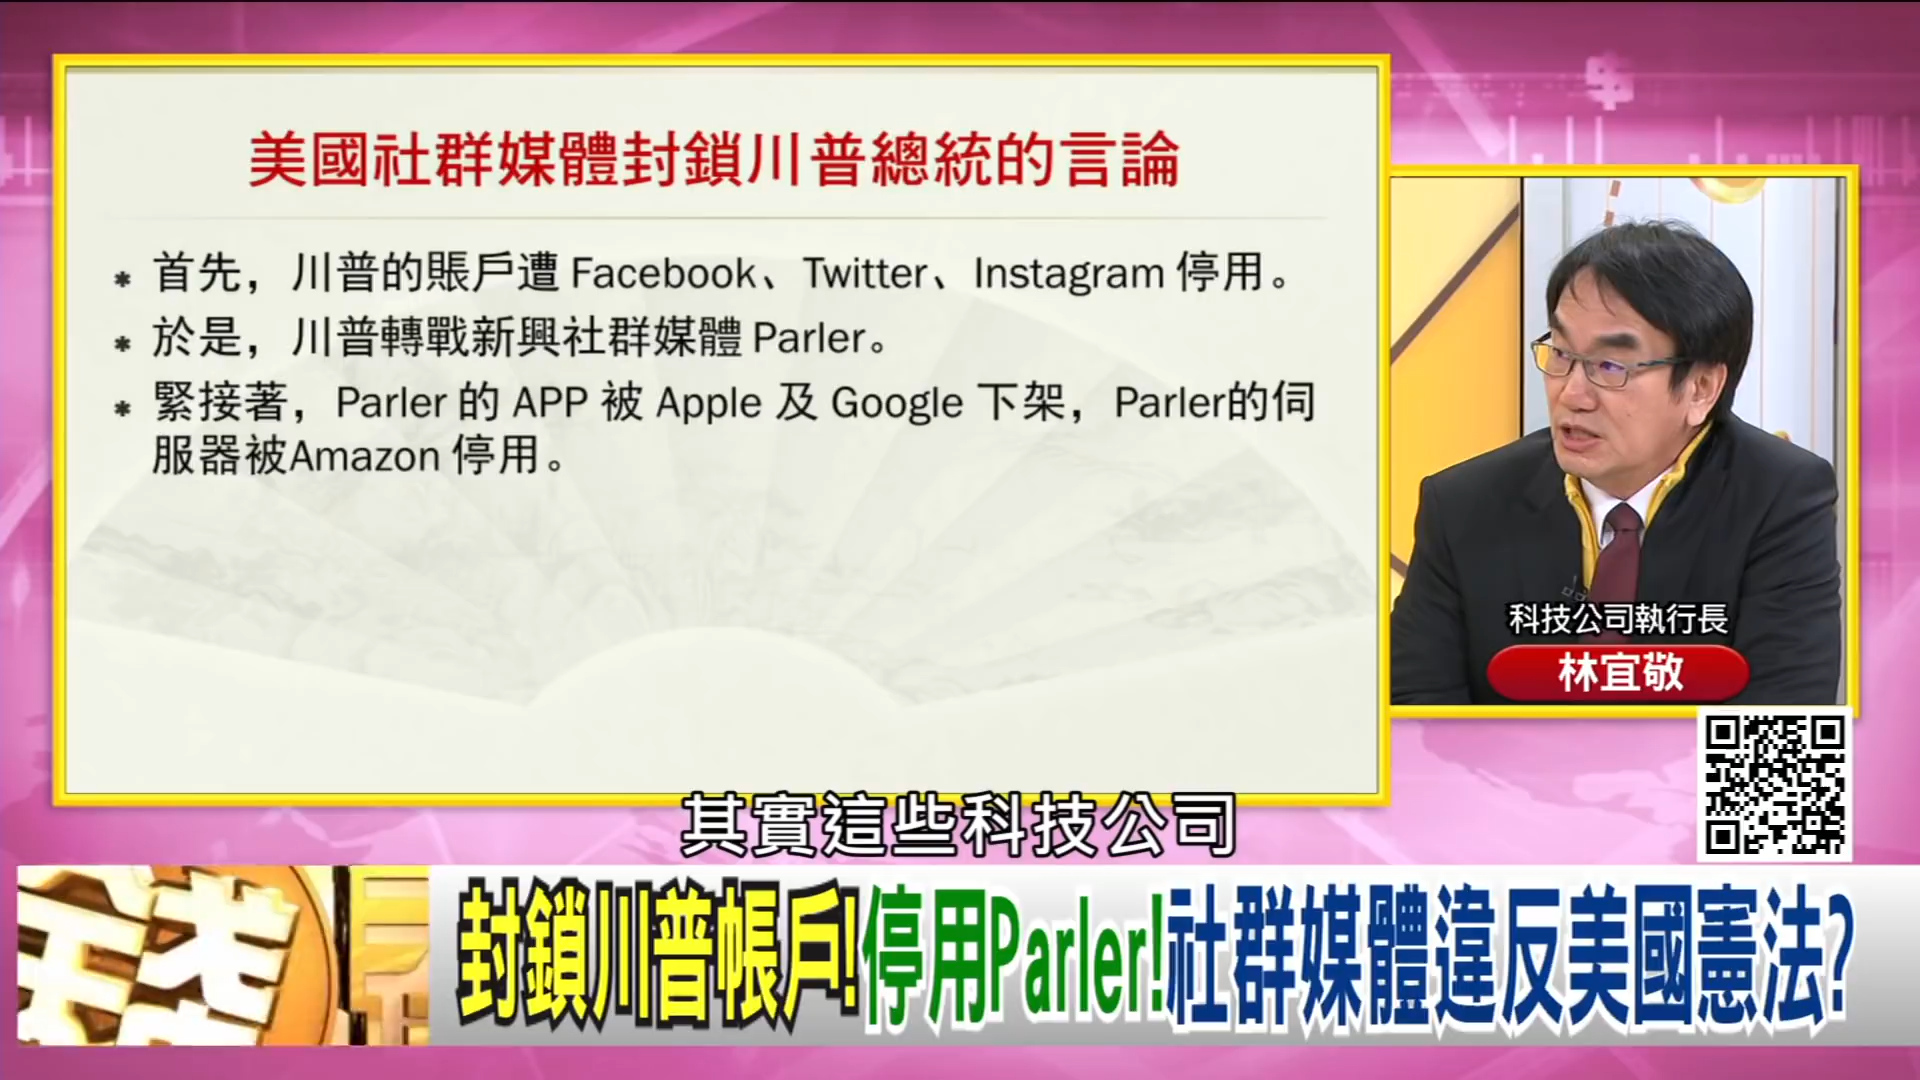 美國社群媒體封鎖川普總統的言論
* 首先，川普的賬戶遭 Facebook、Twitter、Instagram 停用。
* 於是，川普轉戰新興社群媒體 Parler。
* 緊接著，Parler 的 APP 被 Apple 及 Google 下架，Parler的伺
服器被Amazon 停用。
科技公司執行長
林宜敬
其實這些科技公司
封鎖川普帳戶!停用Parler!社群媒體違反美國憲法?